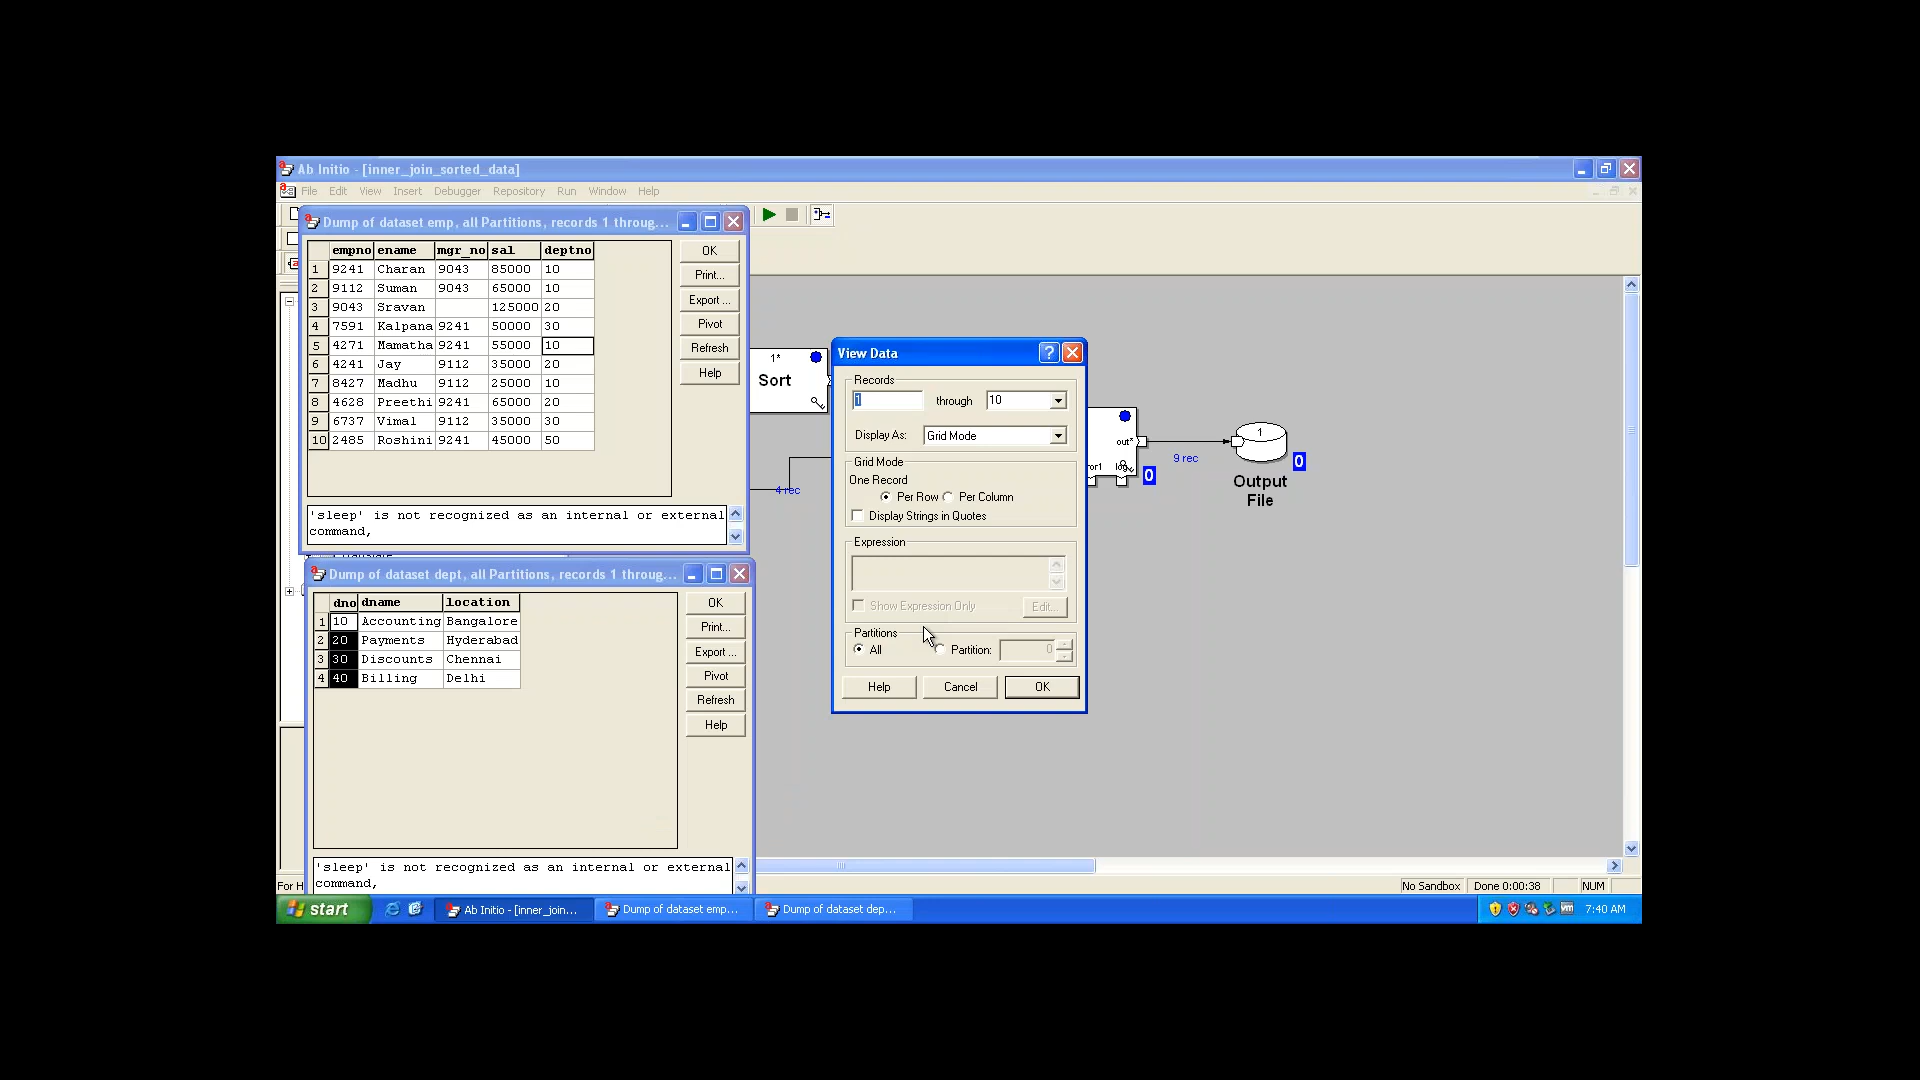 Ab Initio - [inner_join_sorted_data]
File Edit View Insert Debugger Repository Run Window Help
Dump of dataset emp, all Partitions, records 1 throug...
empno ename mgr_no sal deptno
1 9241 Charan 9043 85000 10
2 9112 Suman 9043 65000 10
3 9043 Sravan 125000 20
4 7591 Kalpana 9241 50000 30
5 4271 Mamatha 9241 55000 10
6 4241 Jay 9112 35000 20
7 8427 Madhu 9112 25000 10
8 4628 Preethi 9241 65000 20
9 6737 Vimal 9112 35000 30
10 2485 Roshini 9241 45000 50
OK
Print...
Export ...
Pivot
Refresh
Help
'sleep' is not recognized as an internal or external
command,
Dump of dataset dept, all Partitions, records 1 throug...
dno dname location
1 10 Accounting Bangalore
2 20 Payments Hyderabad
3 30 Discounts Chennai
4 40 Billing Delhi
OK
Print...
Export ...
Pivot
Refresh
Help
'sleep' is not recognized as an internal or external
command,
1*
Sort
4 rec
View Data
Records
1 through 10
Display As: Grid Mode
Grid Mode
One Record
Per Row Per Column
Display Strings in Quotes
Expression
Show Expression Only Edit...
Partitions
All Partition: 0
Help Cancel OK
out*
ror1 log
0
9 rec
1
0
Output
File
For H
No Sandbox Done 0:00:38 NUM
start Ab Initio - [inner_join... Dump of dataset emp... Dump of dataset dep... 7:40 AM